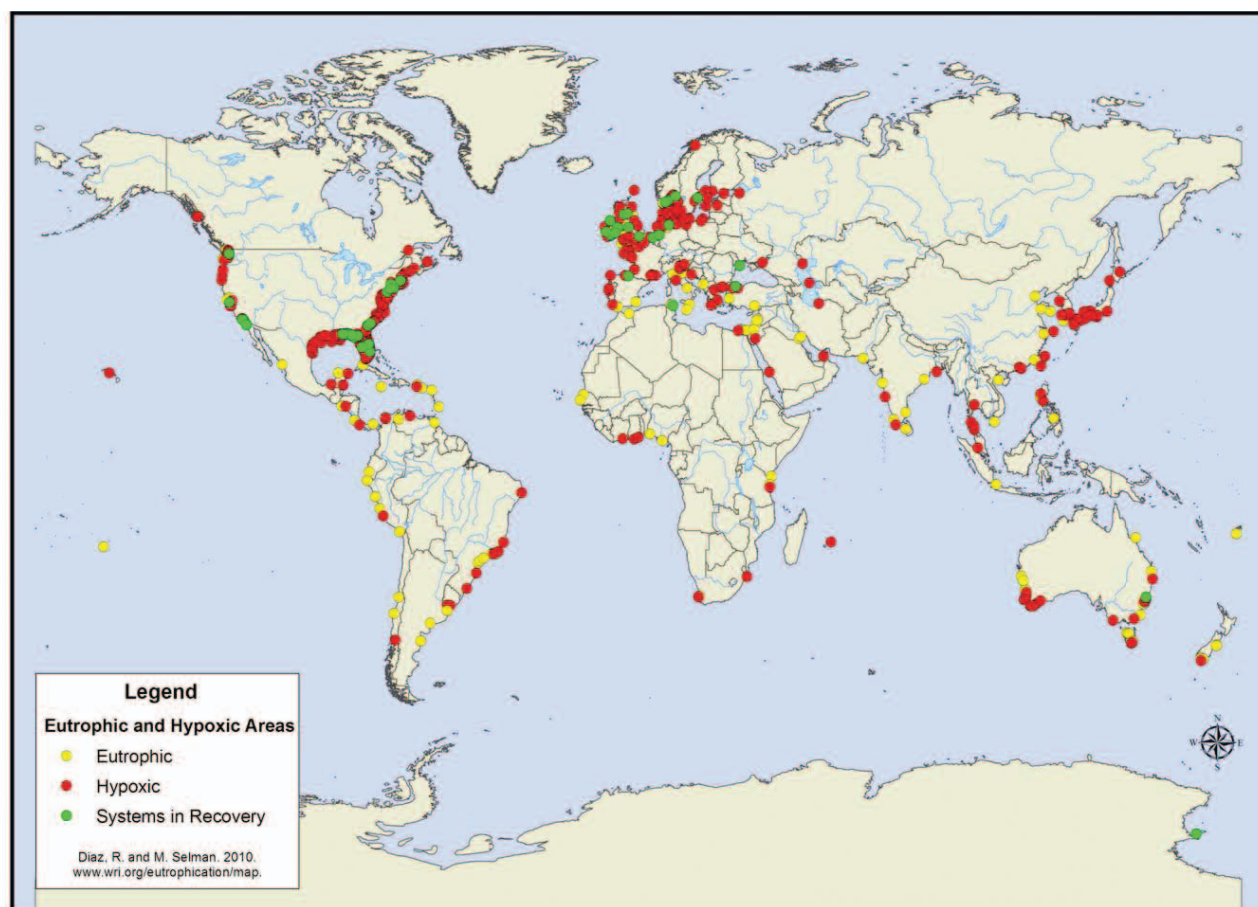 Legend
Eutrophic and Hypoxic Areas
Eutrophic
Hypoxic
Systems in Recovery
Diaz, R. and M. Selman. 2010.
www.wri.org/eutrophication/map.
N
W E
S